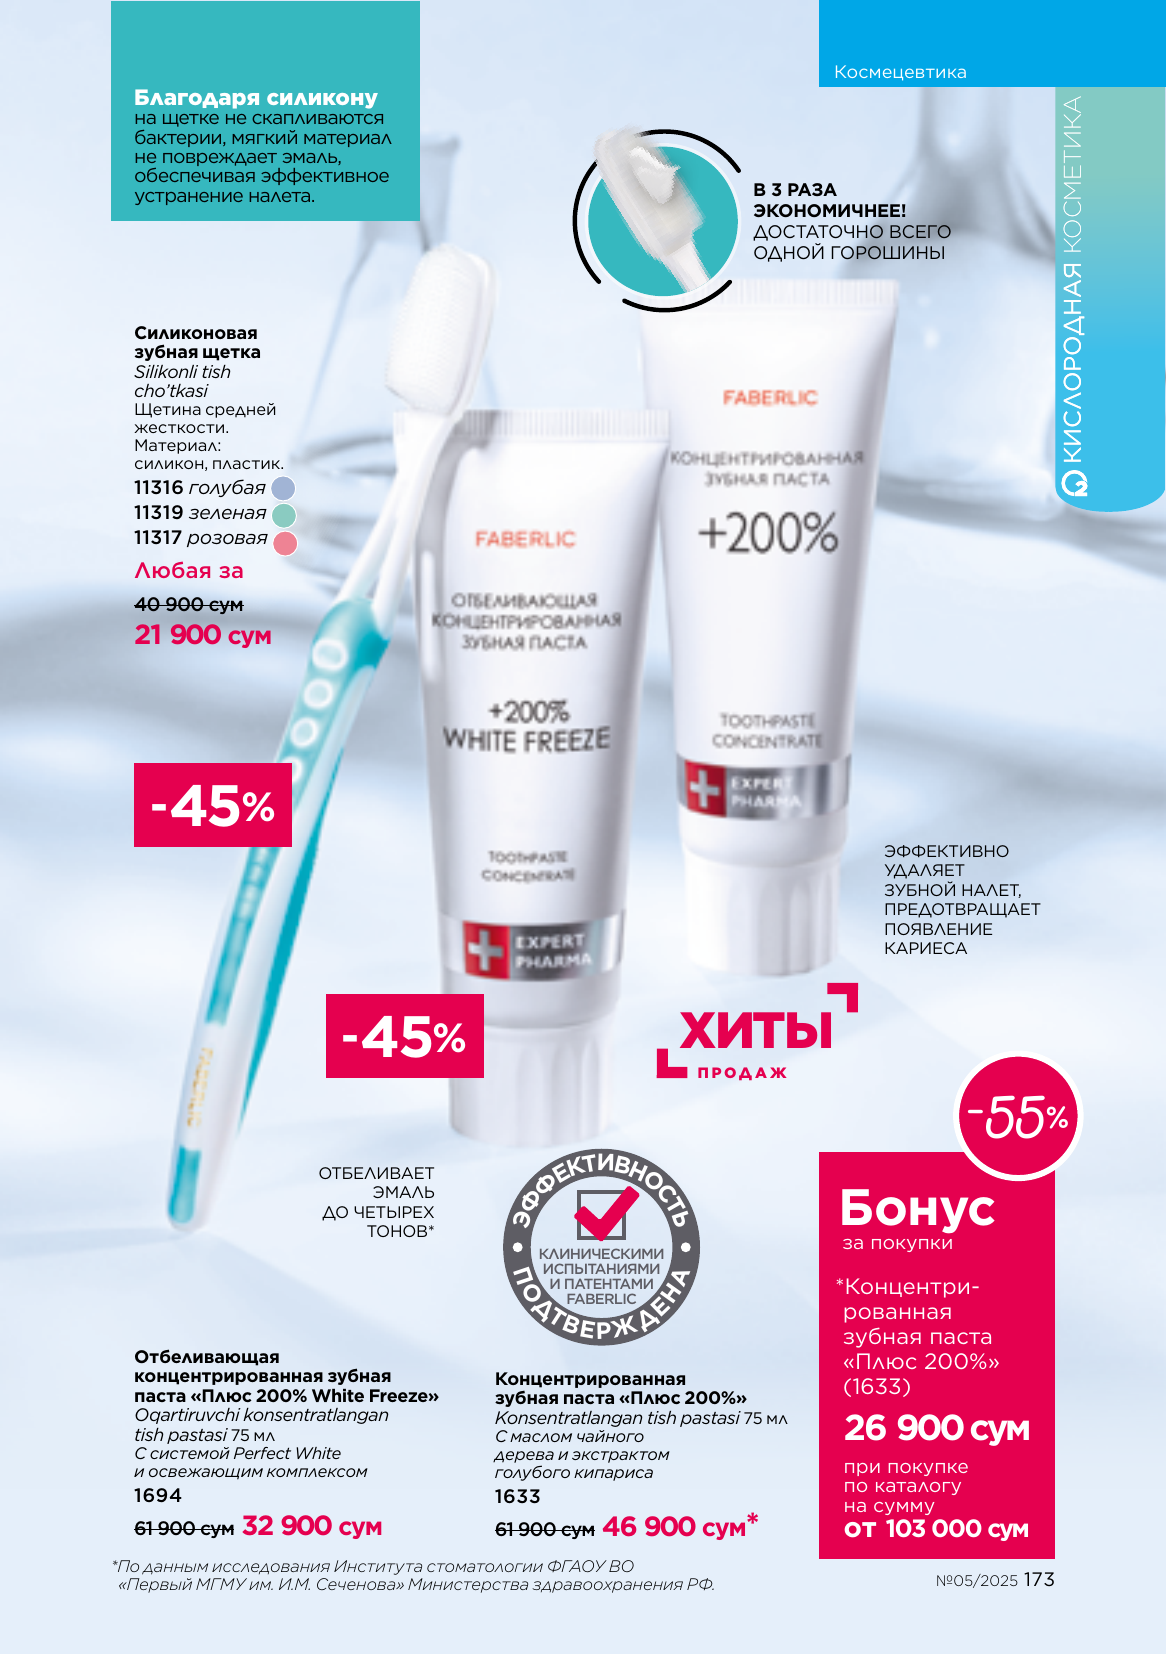 Благодаря силикону
на щетке не скапливаются
бактерии, мягкий материал
не повреждает эмаль,
обеспечивая эффективное
устранение налета.
Космецевтика
КИСЛОРОДНАЯ КОСМЕТИКА
O2
В 3 РАЗА
ЭКОНОМИЧНЕЕ!
ДОСТАТОЧНО ВСЕГО
ОДНОЙ ГОРОШИНЫ
Силиконовая
зубная щетка
Silikonli tish
cho'tkasi
Щетина средней
жесткости.
Материал:
силикон, пластик.
11316 голубая
11319 зеленая
11317 розовая
Любая за
40 900 сум
21 900 сум
-45%
FABERLIC
КОНЦЕНТРИРОВАННАЯ
ЗУБНАЯ ПАСТА
+200%
TOOTHPASTE
CONCENTRATE
EXPERT
PHARMA
FABERLIC
ОТБЕЛИВАЮЩАЯ
КОНЦЕНТРИРОВАННАЯ
ЗУБНАЯ ПАСТА
+200%
WHITE FREEZE
TOOTHPASTE
CONCENTRATE
EXPERT
PHARMA
FABERLIC
ЭФФЕКТИВНО
УДАЛЯЕТ
ЗУБНОЙ НАЛЕТ,
ПРЕДОТВРАЩАЕТ
ПОЯВЛЕНИЕ
КАРИЕСА
-45%
ХИТЫ
ПРОДАЖ
ОТБЕЛИВАЕТ
ЭМАЛЬ
ДО ЧЕТЫРЕХ
ТОНОВ*
ЭФФЕКТИВНОСТЬ
КЛИНИЧЕСКИМИ
ИСПЫТАНИЯМИ
И ПАТЕНТАМИ
FABERLIC
ПОДТВЕРЖДЕНА
Отбеливающая
концентрированная зубная
паста «Плюс 200% White Freeze»
Oqartiruvchi konsentratlangan
tish pastasi 75 мл
С системой Perfect White
и освежающим комплексом
1694
61 900 сум 32 900 сум
Концентрированная
зубная паста «Плюс 200%»
Konsentratlangan tish pastasi 75 мл
С маслом чайного
дерева и экстрактом
голубого кипариса
1633
61 900 сум 46 900 сум*
-55%
Бонус
за покупки
*Концентри-
рованная
зубная паста
«Плюс 200%»
(1633)
26 900 сум
при покупке
по каталогу
на сумму
от 103 000 сум
*По данным исследования Института стоматологии ФГАОУ ВО
«Первый МГМУ им. И.М. Сеченова» Министерства здравоохранения РФ.
№05/2025 173